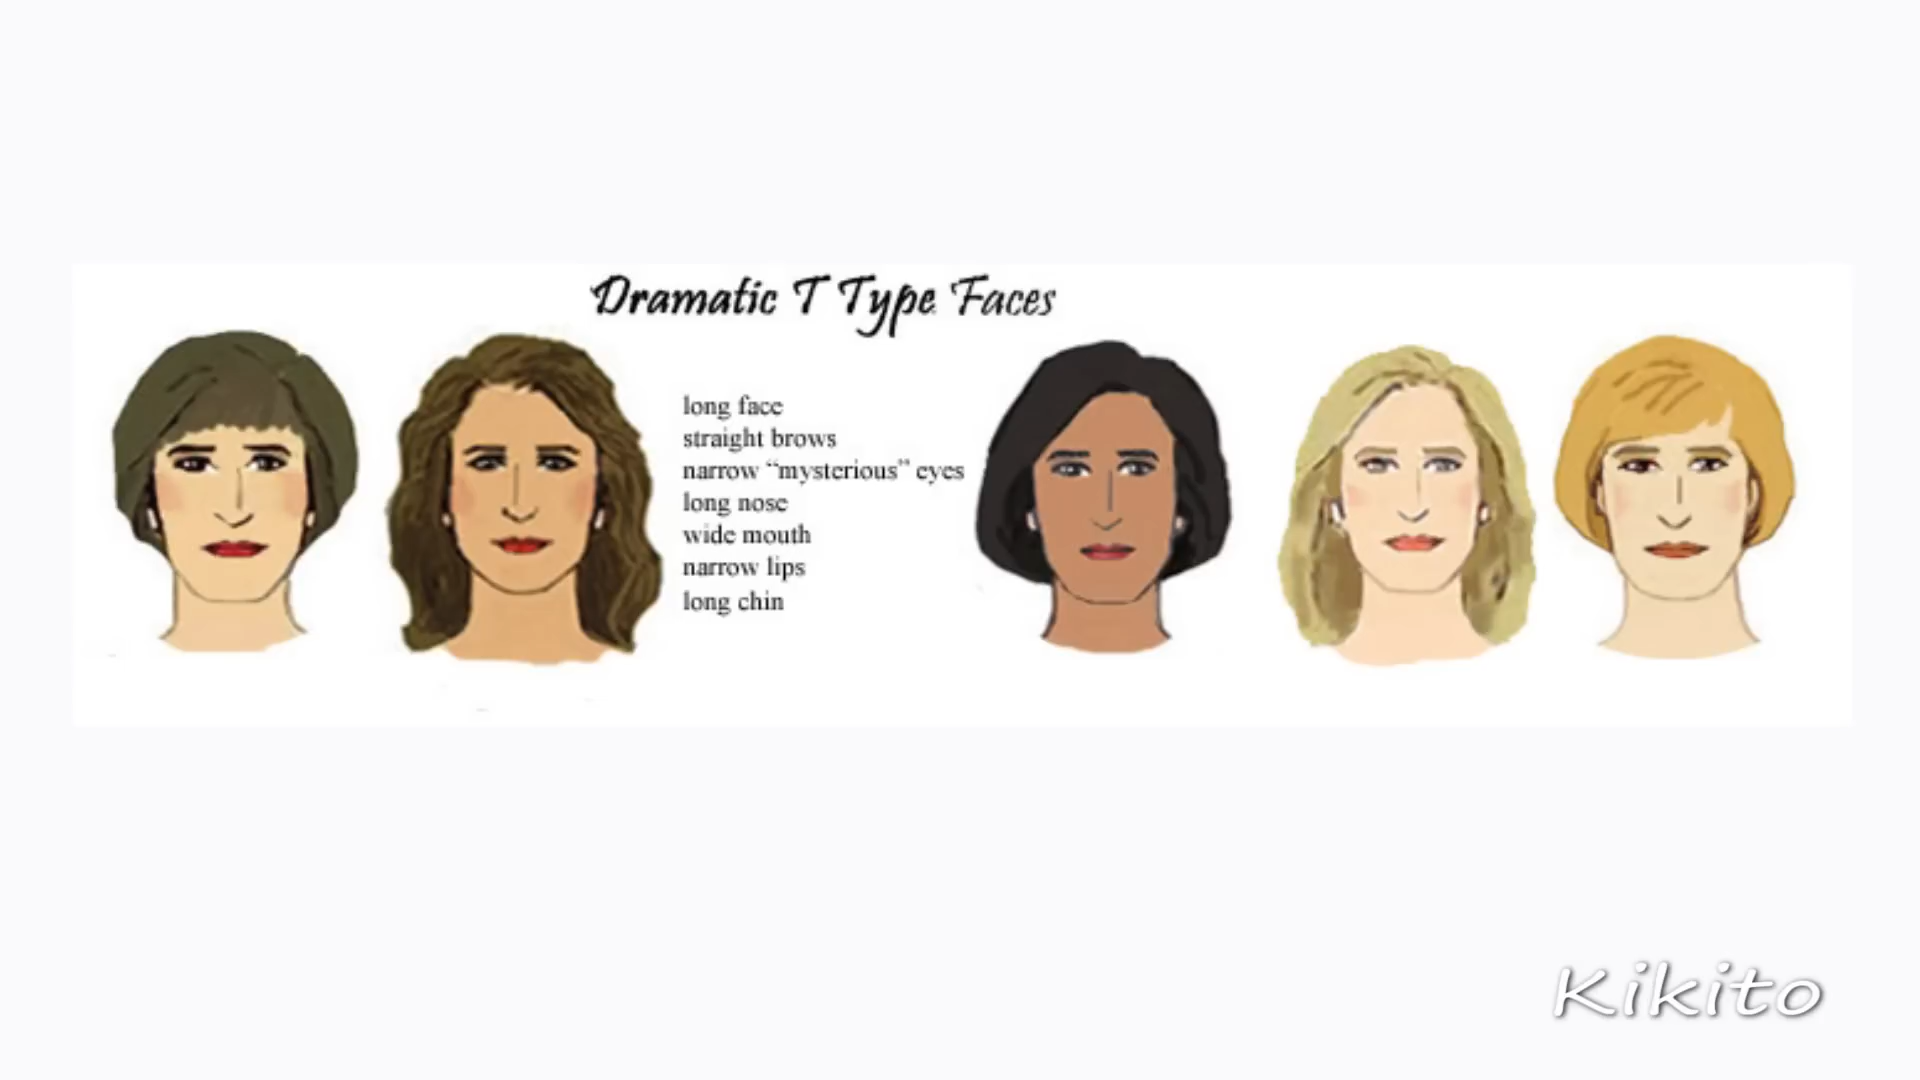 Dramatic T Type Faces
long face
straight brows
narrow “mysterious” eyes
long nose
wide mouth
narrow lips
long chin
Kikito